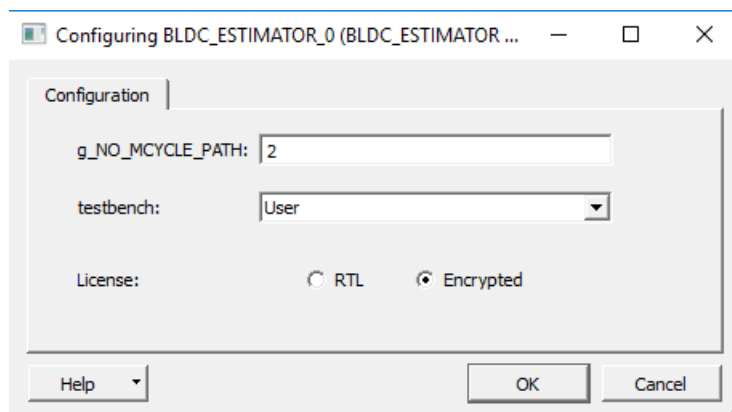 Configuring BLDC_ESTIMATOR_0 (BLDC_ESTIMATOR ...
Configuration
g_NO_MCYCLE_PATH: 2
testbench: User
License: RTL Encrypted
Help OK Cancel